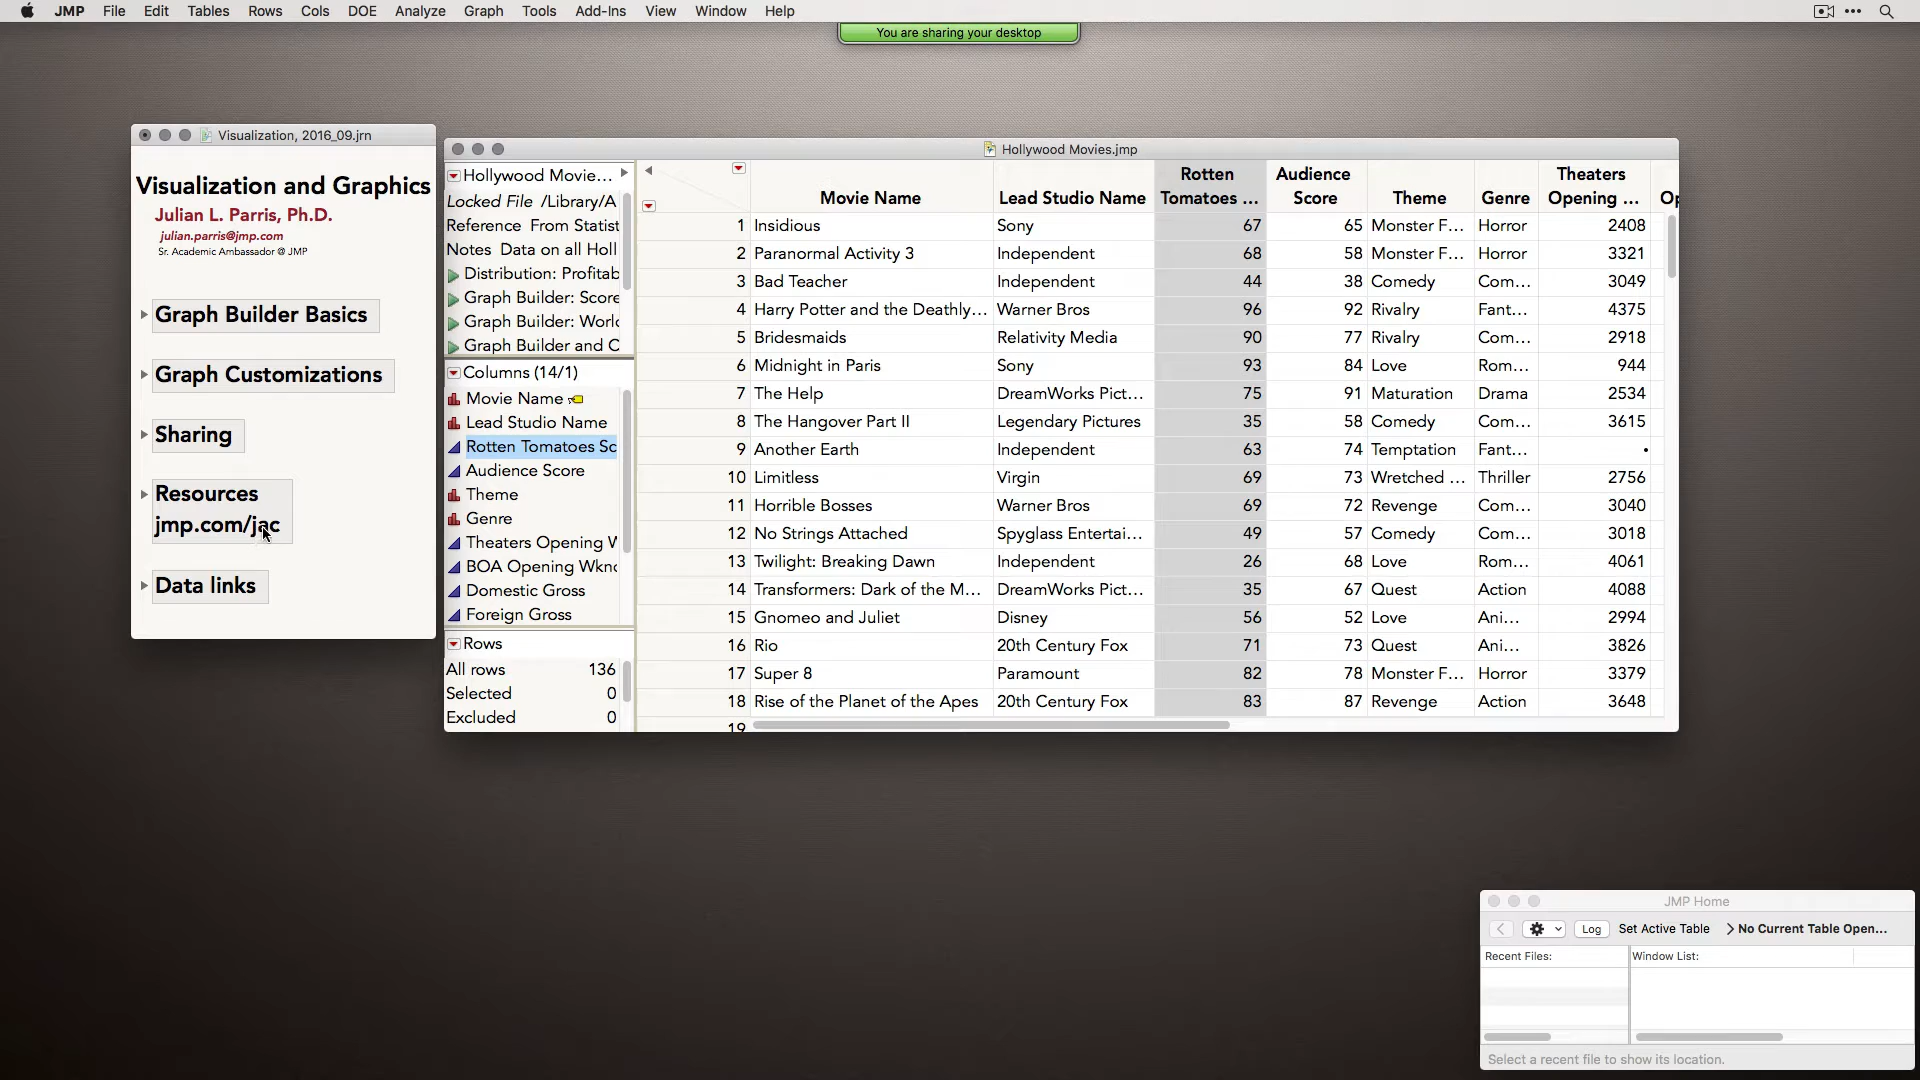 JMP File Edit Tables Rows Cols DOE Analyze Graph Tools Add-Ins View Window Help
You are sharing your desktop
Visualization, 2016_09.jrn
Visualization and Graphics
Julian L. Parris, Ph.D.
julian.parris@jmp.com
Sr. Academic Ambassador @ JMP
Graph Builder Basics
Graph Customizations
Sharing
Resources
jmp.com/jac
Data links
Hollywood Movies.jmp
Hollywood Movie...
Locked File /Library/A
Reference From Statist
Notes Data on all Holl
Distribution: Profitab
Graph Builder: Score
Graph Builder: World
Graph Builder and C
Columns (14/1)
Movie Name
Lead Studio Name
Rotten Tomatoes Sc
Audience Score
Theme
Genre
Theaters Opening W
BOA Opening Wknd
Domestic Gross
Foreign Gross
Rows
All rows 136
Selected 0
Excluded 0
Movie Name Lead Studio Name Rotten Tomatoes ... Audience Score Theme Genre Theaters Opening ... Op
1 Insidious Sony 67 65 Monster F... Horror 2408
2 Paranormal Activity 3 Independent 68 58 Monster F... Horror 3321
3 Bad Teacher Independent 44 38 Comedy Com... 3049
4 Harry Potter and the Deathly... Warner Bros 96 92 Rivalry Fant... 4375
5 Bridesmaids Relativity Media 90 77 Rivalry Com... 2918
6 Midnight in Paris Sony 93 84 Love Rom... 944
7 The Help DreamWorks Pict... 75 91 Maturation Drama 2534
8 The Hangover Part II Legendary Pictures 35 58 Comedy Com... 3615
9 Another Earth Independent 63 74 Temptation Fant... •
10 Limitless Virgin 69 73 Wretched ... Thriller 2756
11 Horrible Bosses Warner Bros 69 72 Revenge Com... 3040
12 No Strings Attached Spyglass Entertai... 49 57 Comedy Com... 3018
13 Twilight: Breaking Dawn Independent 26 68 Love Rom... 4061
14 Transformers: Dark of the M... DreamWorks Pict... 35 67 Quest Action 4088
15 Gnomeo and Juliet Disney 56 52 Love Ani... 2994
16 Rio 20th Century Fox 71 73 Quest Ani... 3826
17 Super 8 Paramount 82 78 Monster F... Horror 3379
18 Rise of the Planet of the Apes 20th Century Fox 83 87 Revenge Action 3648
19
JMP Home
Log Set Active Table No Current Table Open...
Recent Files: Window List:
Select a recent file to show its location.